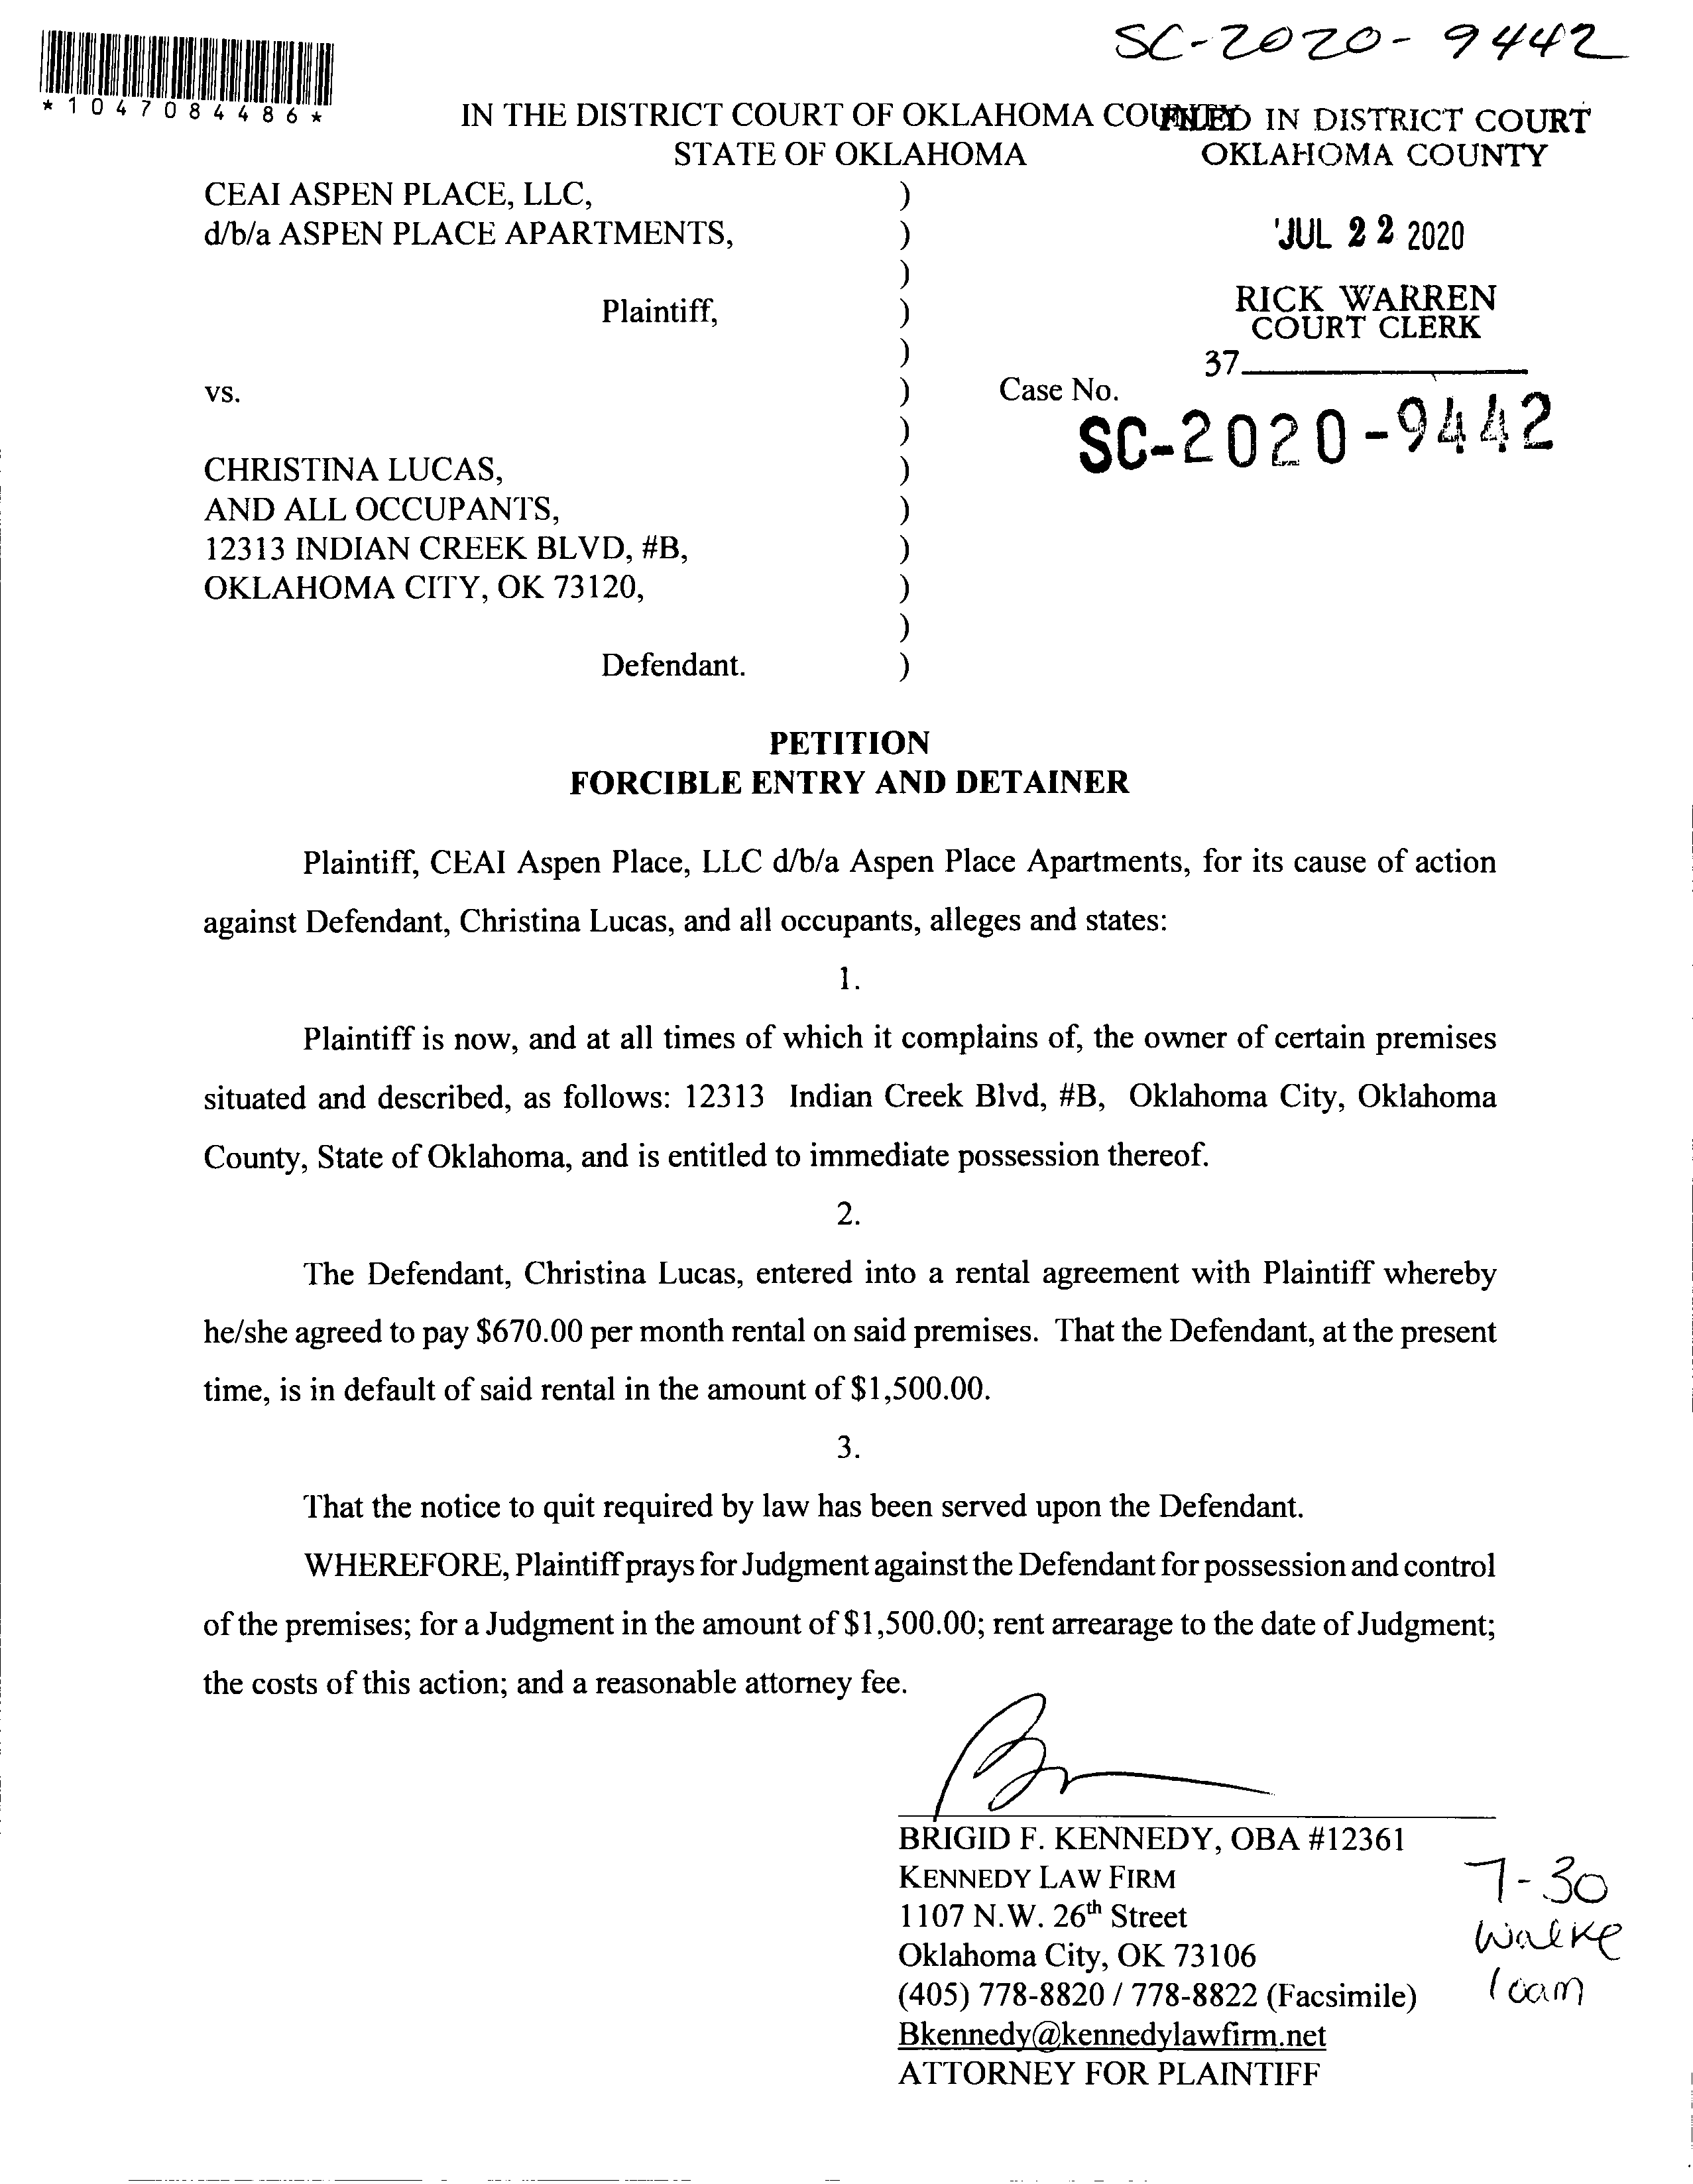 SC-2020-9442
*1047084486*
IN THE DISTRICT COURT OF OKLAHOMA COUNTY
FILED IN DISTRICT COURT
STATE OF OKLAHOMA
OKLAHOMA COUNTY
CEAI ASPEN PLACE, LLC, )
d/b/a ASPEN PLACE APARTMENTS, )
JUL 22 2020
)
Plaintiff, )
RICK WARREN
COURT CLERK
)
37
vs. ) Case No.
SC-2020-9442
)
CHRISTINA LUCAS, )
AND ALL OCCUPANTS, )
12313 INDIAN CREEK BLVD, #B, )
OKLAHOMA CITY, OK 73120, )
)
Defendant. )
PETITION
FORCIBLE ENTRY AND DETAINER
Plaintiff, CEAI Aspen Place, LLC d/b/a Aspen Place Apartments, for its cause of action
against Defendant, Christina Lucas, and all occupants, alleges and states:
1.
Plaintiff is now, and at all times of which it complains of, the owner of certain premises
situated and described, as follows: 12313 Indian Creek Blvd, #B, Oklahoma City, Oklahoma
County, State of Oklahoma, and is entitled to immediate possession thereof.
2.
The Defendant, Christina Lucas, entered into a rental agreement with Plaintiff whereby
he/she agreed to pay $670.00 per month rental on said premises. That the Defendant, at the present
time, is in default of said rental in the amount of $1,500.00.
3.
That the notice to quit required by law has been served upon the Defendant.
WHEREFORE, Plaintiff prays for Judgment against the Defendant for possession and control
of the premises; for a Judgment in the amount of $1,500.00; rent arrearage to the date of Judgment;
the costs of this action; and a reasonable attorney fee.
BRIGID F. KENNEDY, OBA #12361
KENNEDY LAW FIRM
1107 N.W. 26th Street
Oklahoma City, OK 73106
(405) 778-8820 / 778-8822 (Facsimile)
Bkennedy@kennedylawfirm.net
ATTORNEY FOR PLAINTIFF
7-30
Walke
10am